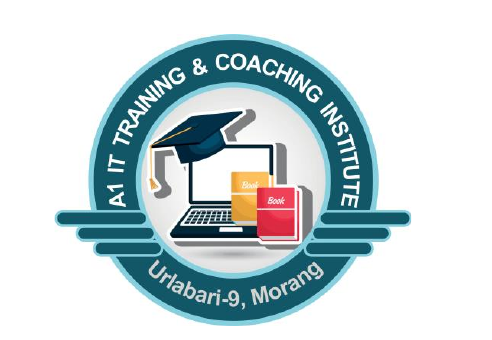 A1 IT TRAINING & COACHING INSTITUTE
Book
Book
Urlabari-9, Morang